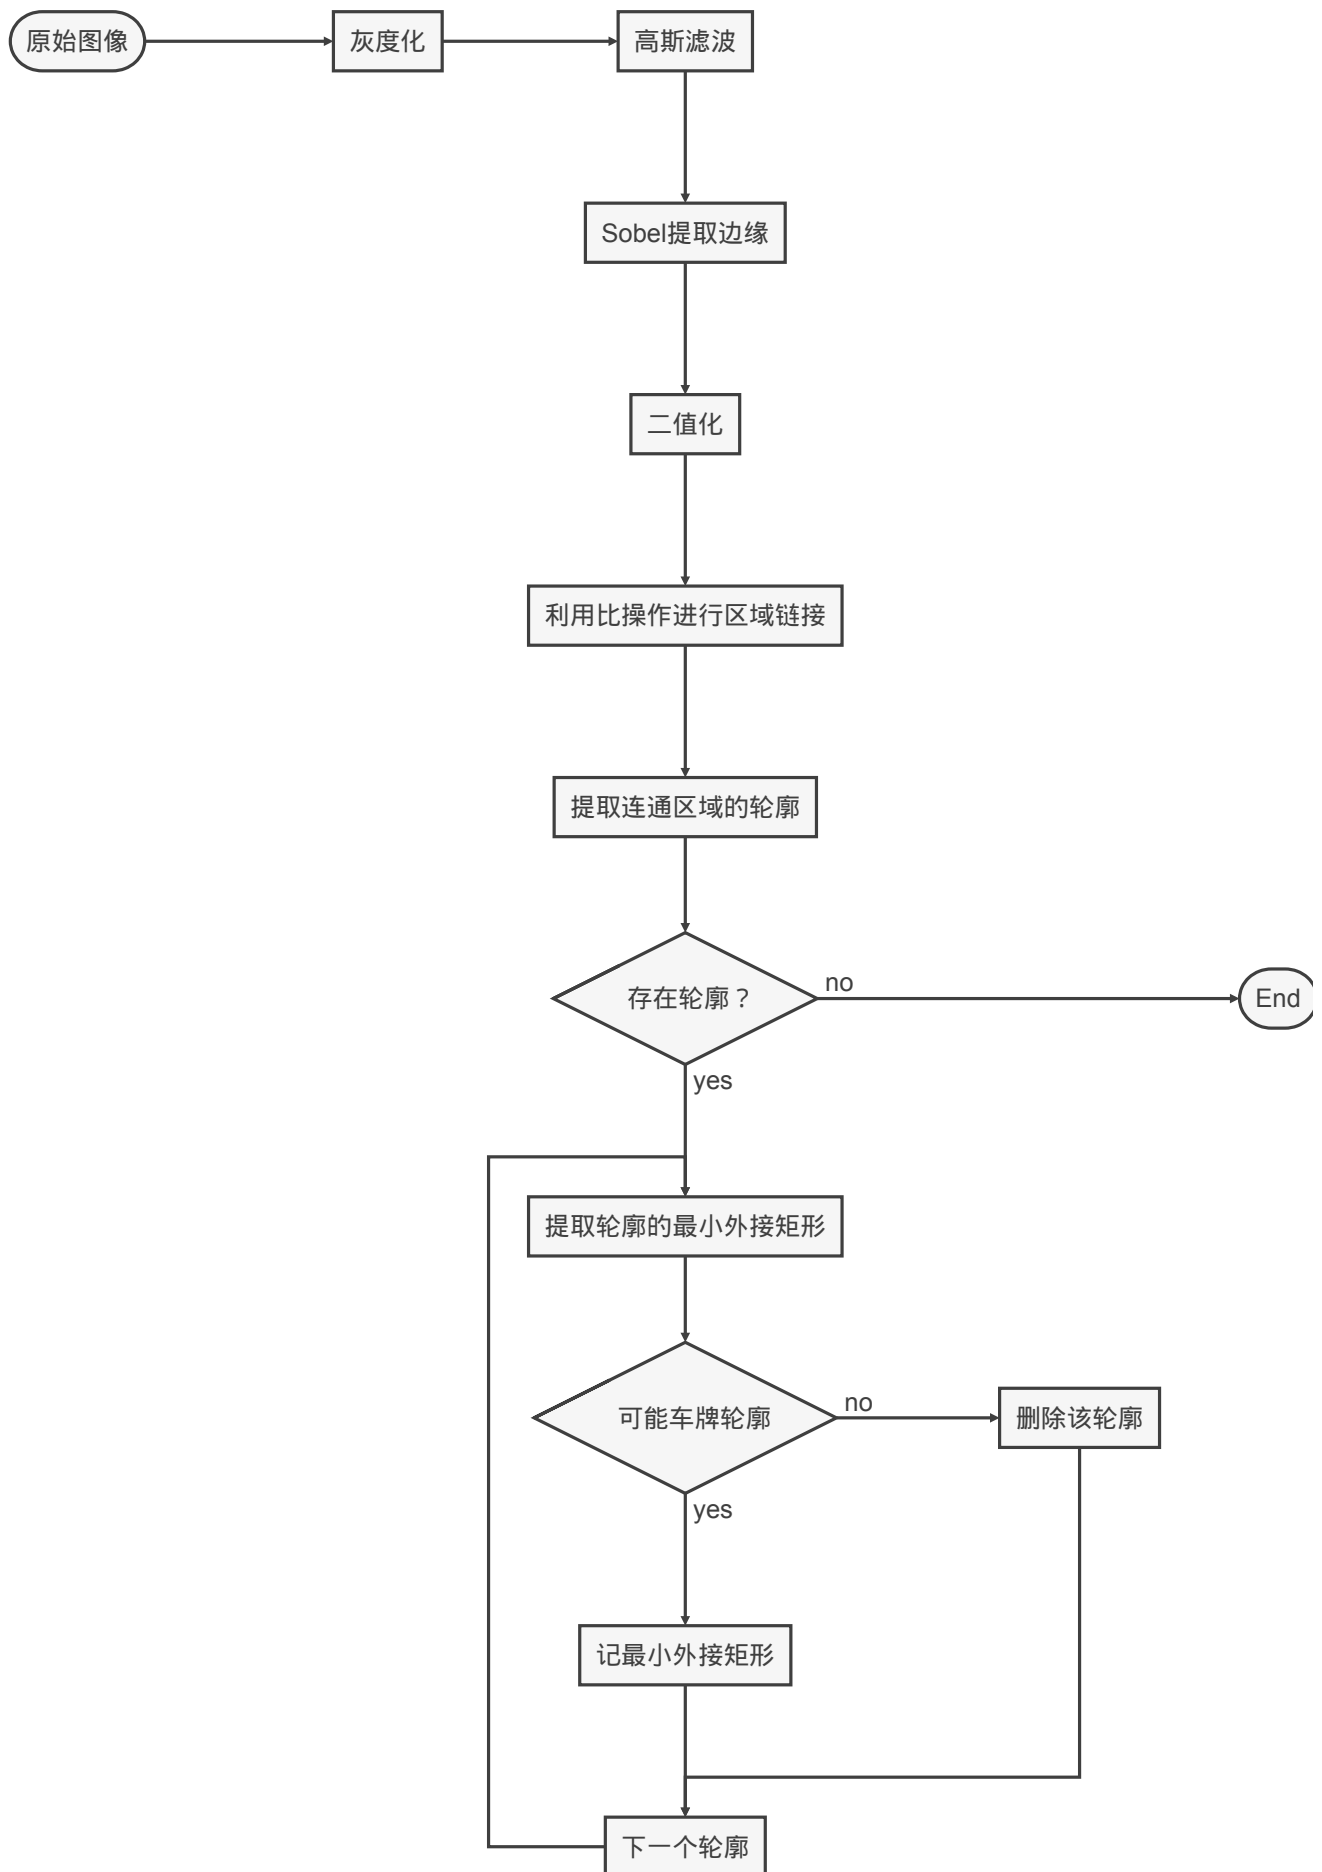 原始图像
灰度化
高斯滤波
Sobel提取边缘
二值化
利用比操作进行区域链接
提取连通区域的轮廓
存在轮廓？
no
End
yes
提取轮廓的最小外接矩形
可能车牌轮廓
no
删除该轮廓
yes
记最小外接矩形
下一个轮廓